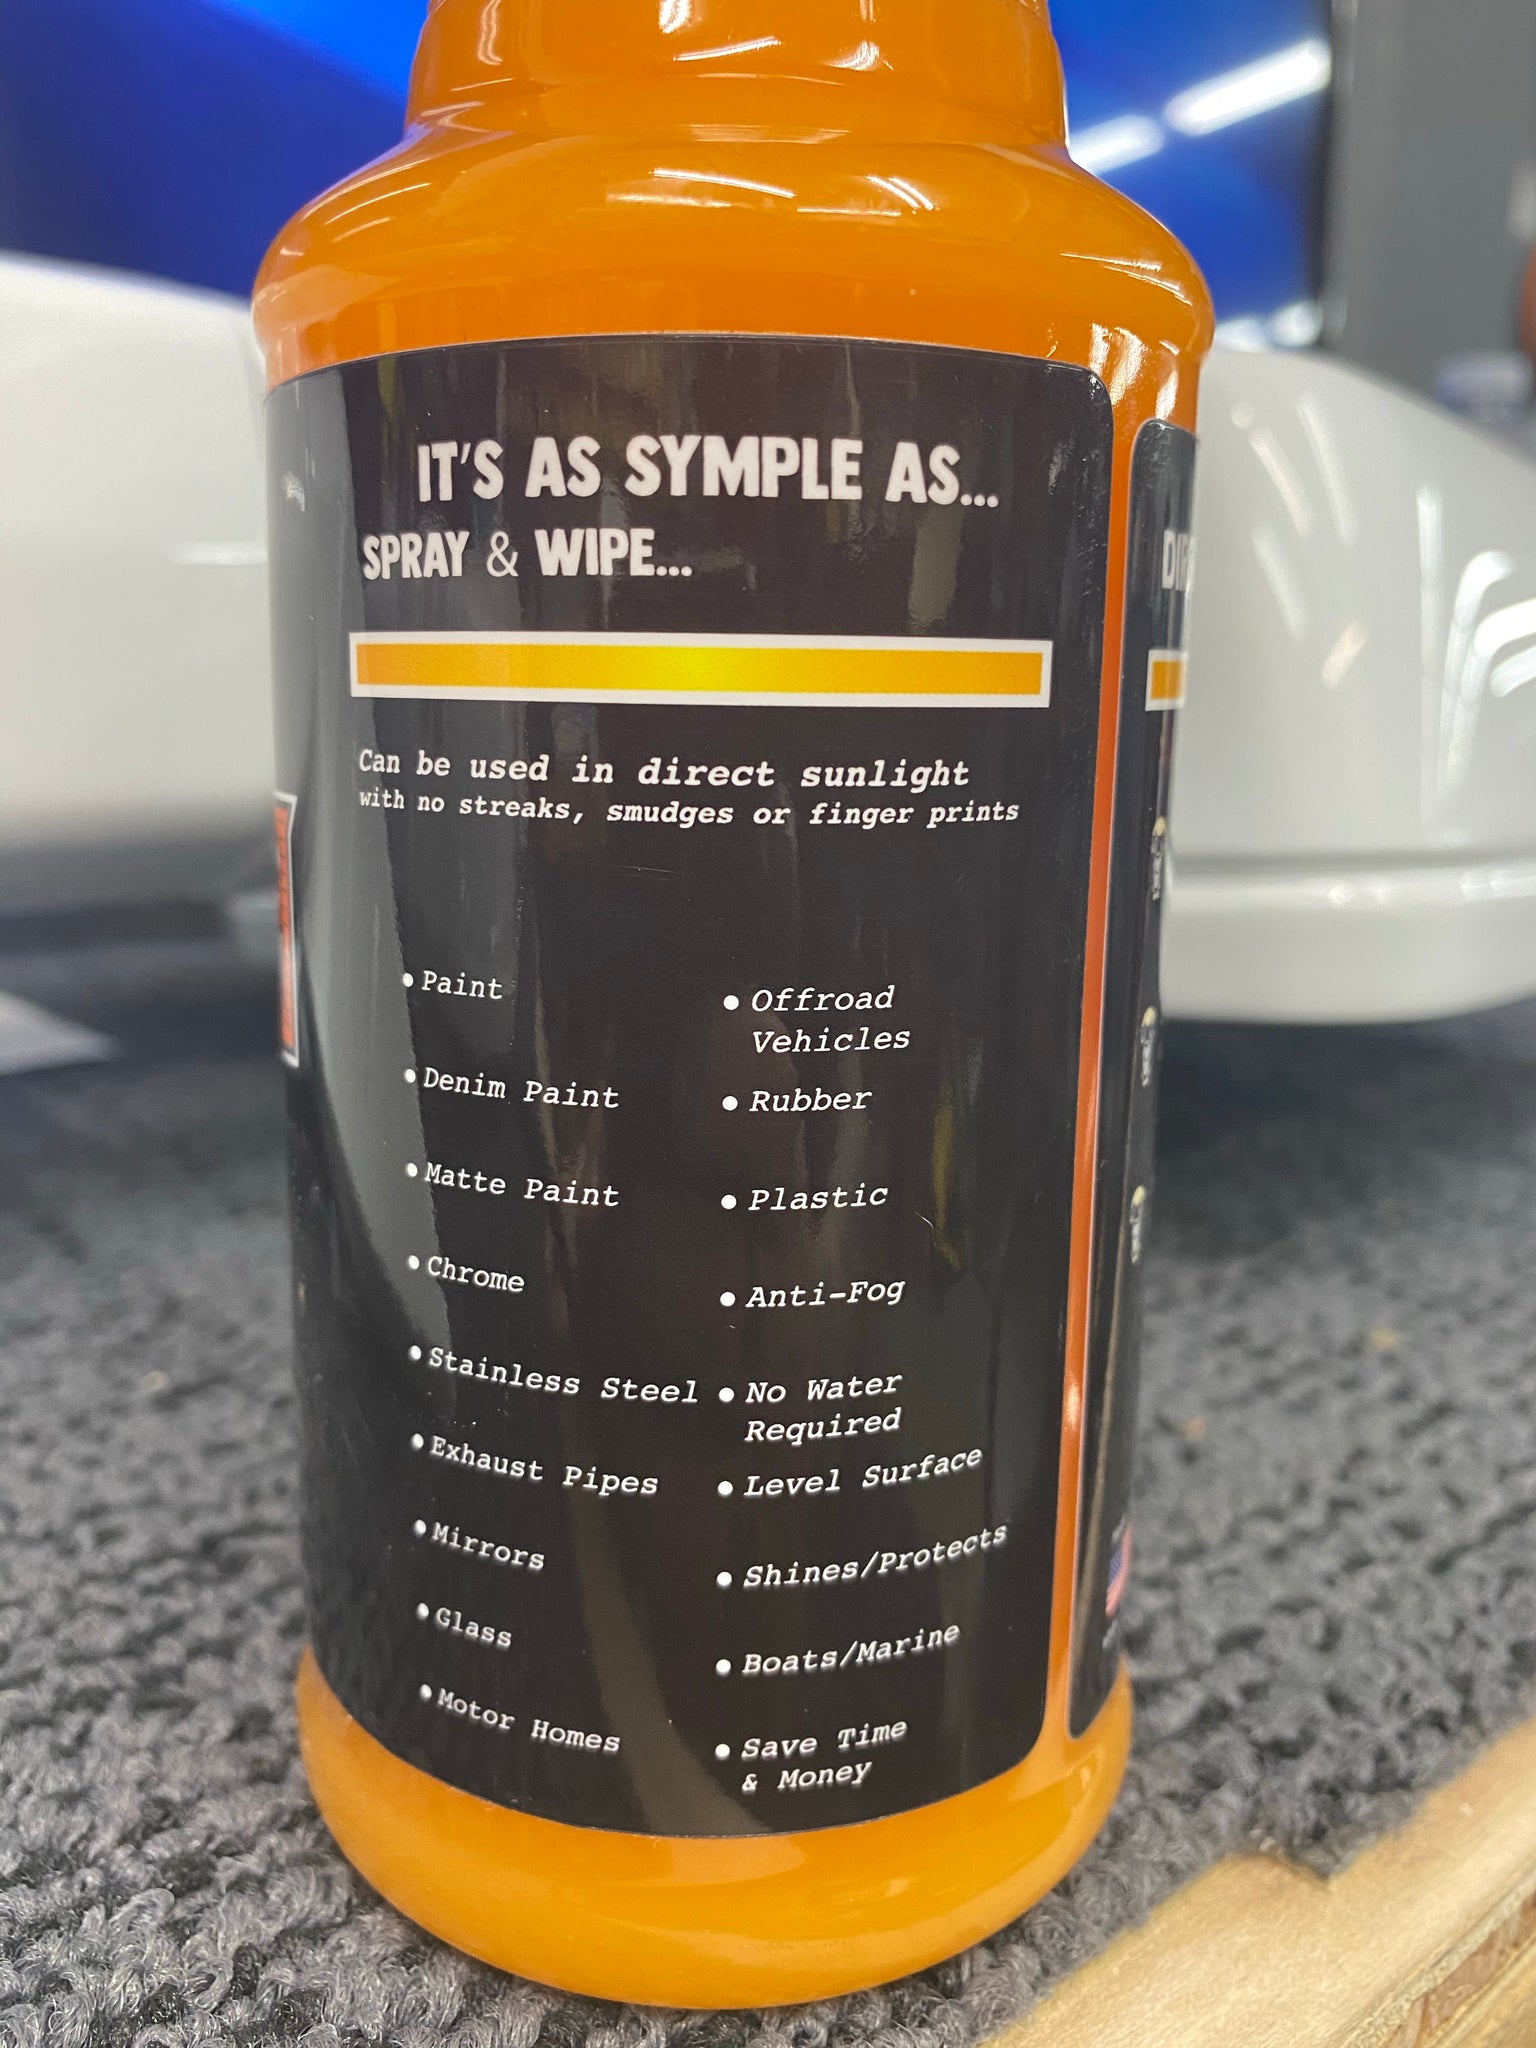 IT'S AS SYMPLE AS...
SPRAY & WIPE...
Can be used in direct sunlight
with no streaks, smudges or finger prints
• Paint
• Denim Paint
• Matte Paint
• Chrome
• Stainless Steel
• Exhaust Pipes
• Mirrors
• Glass
• Motor Homes
• Offroad
Vehicles
• Rubber
• Plastic
• Anti-Fog
• No Water
Required
• Level Surface
• Shines/Protects
• Boats/Marine
• Save Time
& Money